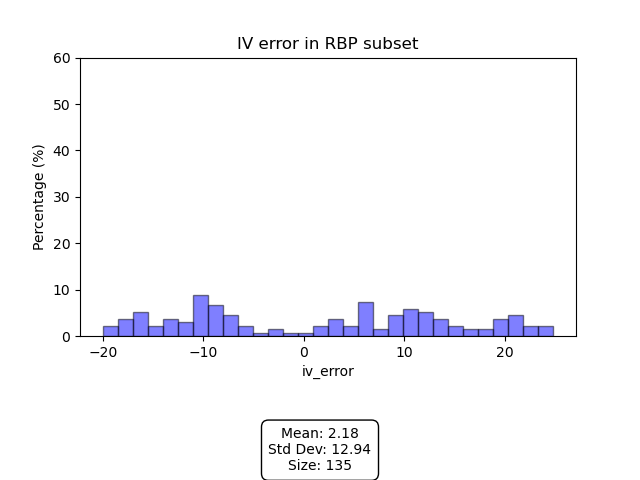 IV error in RBP subset
60
50
40
30
20
10
0
Percentage (%)
−20
−10
0
10
20
iv_error
Mean: 2.18
Std Dev: 12.94
Size: 135